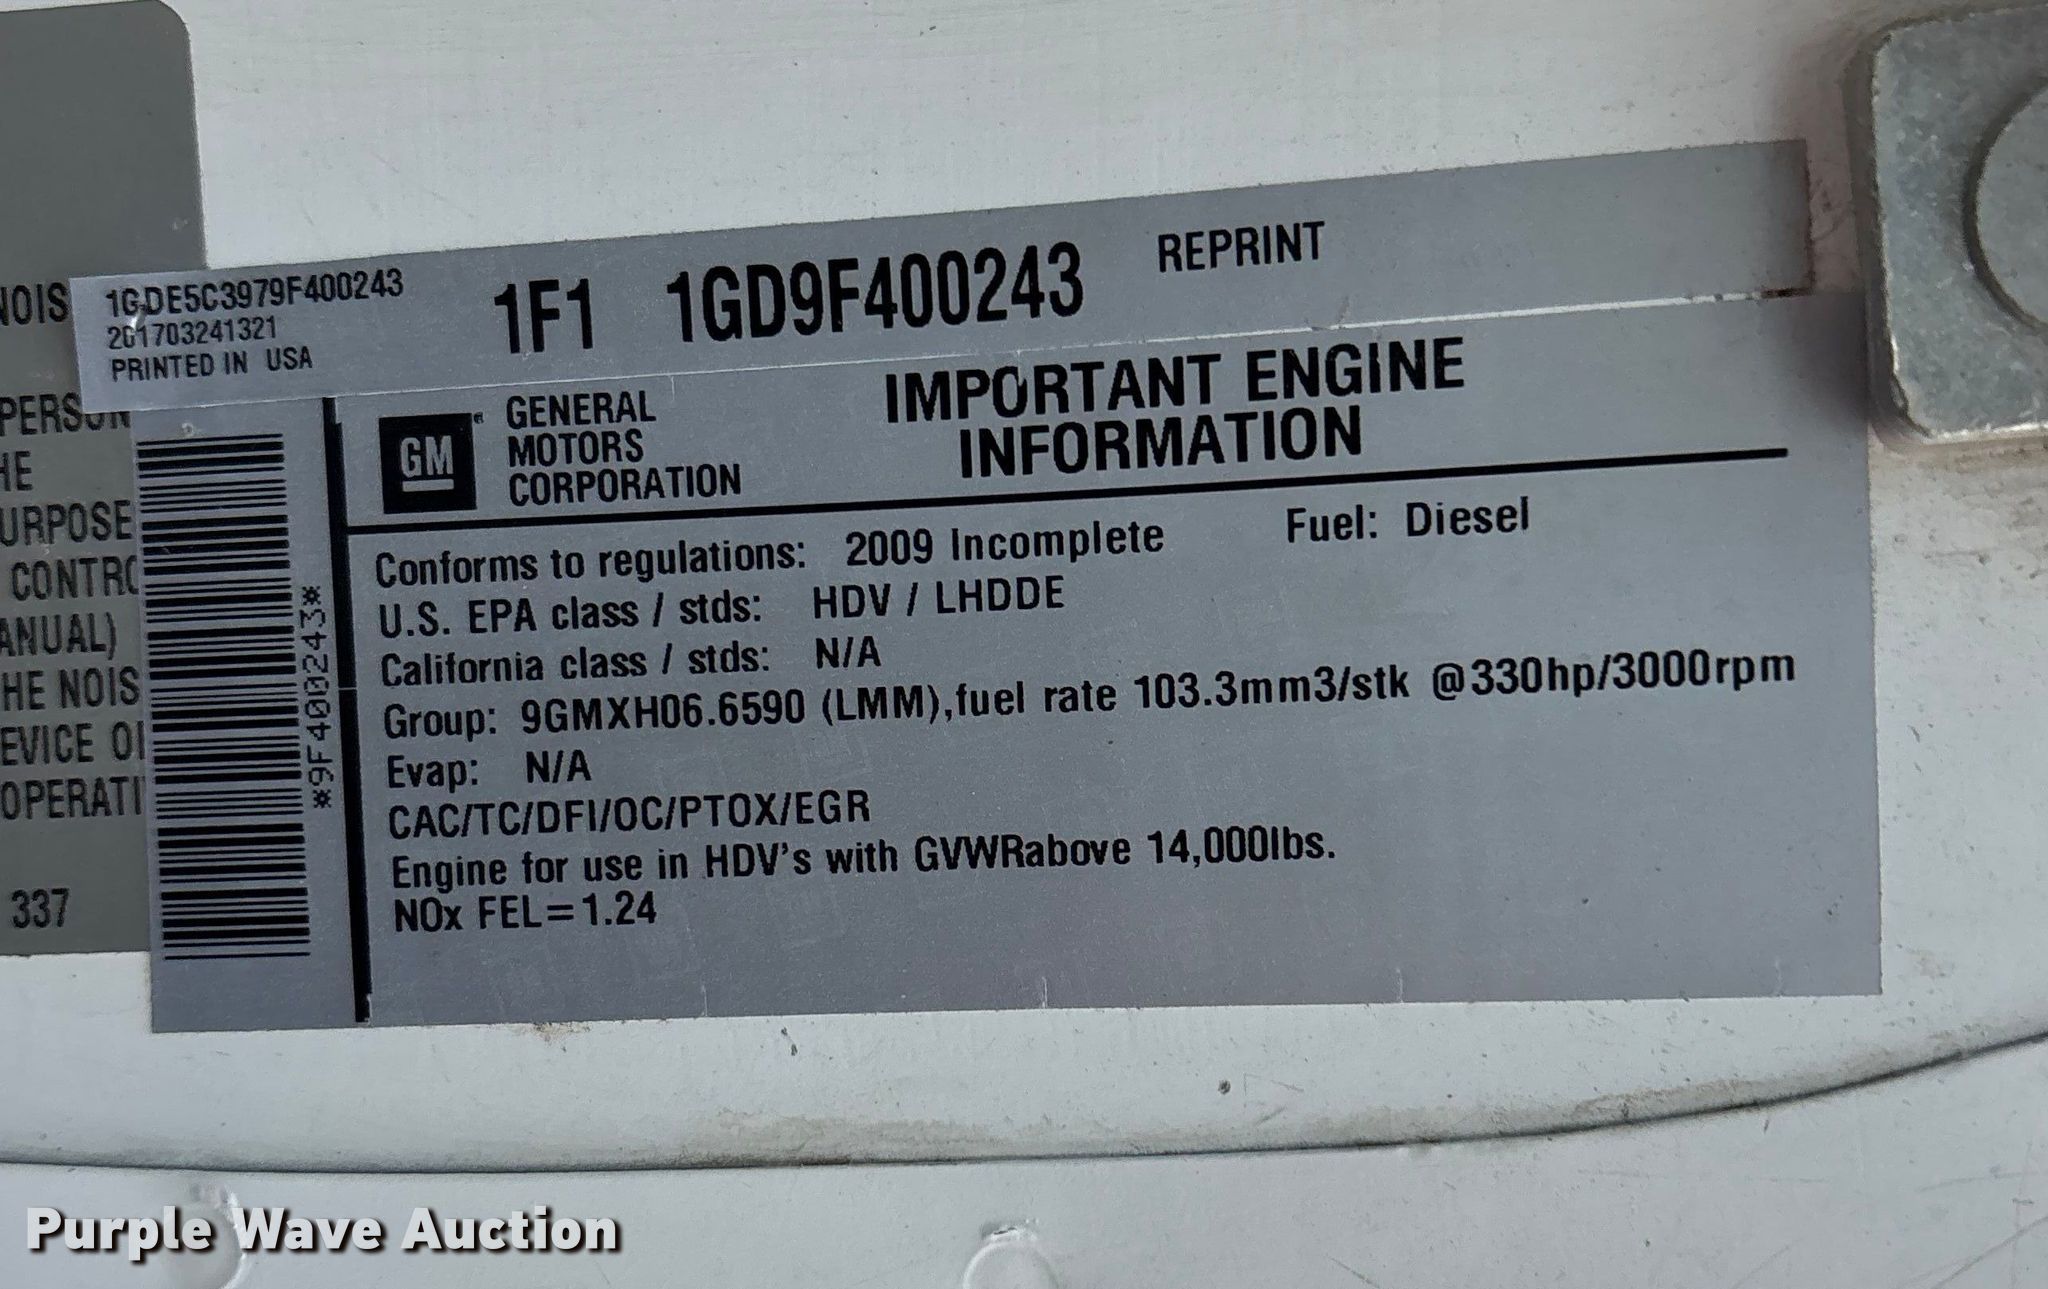 1GDE5C3979F400243
201703241321
PRINTED IN USA
1F1 1GD9F400243 REPRINT
GM
GENERAL
MOTORS
CORPORATION
IMPORTANT ENGINE
INFORMATION
Conforms to regulations: 2009 Incomplete Fuel: Diesel
U.S. EPA class / stds: HDV / LHDDE
California class / stds: N/A
Group: 9GMXH06.6590 (LMM),fuel rate 103.3mm3/stk @330hp/3000rpm
Evap: N/A
CAC/TC/DFI/OC/PTOX/EGR
Engine for use in HDV's with GVWRabove 14,000lbs.
NOx FEL=1.24
*9F400243*
NOIS
PERSON
HE
URPOSE
CONTRO
ANUAL)
HE NOIS
EVICE O
OPERATI
337
Purple Wave Auction